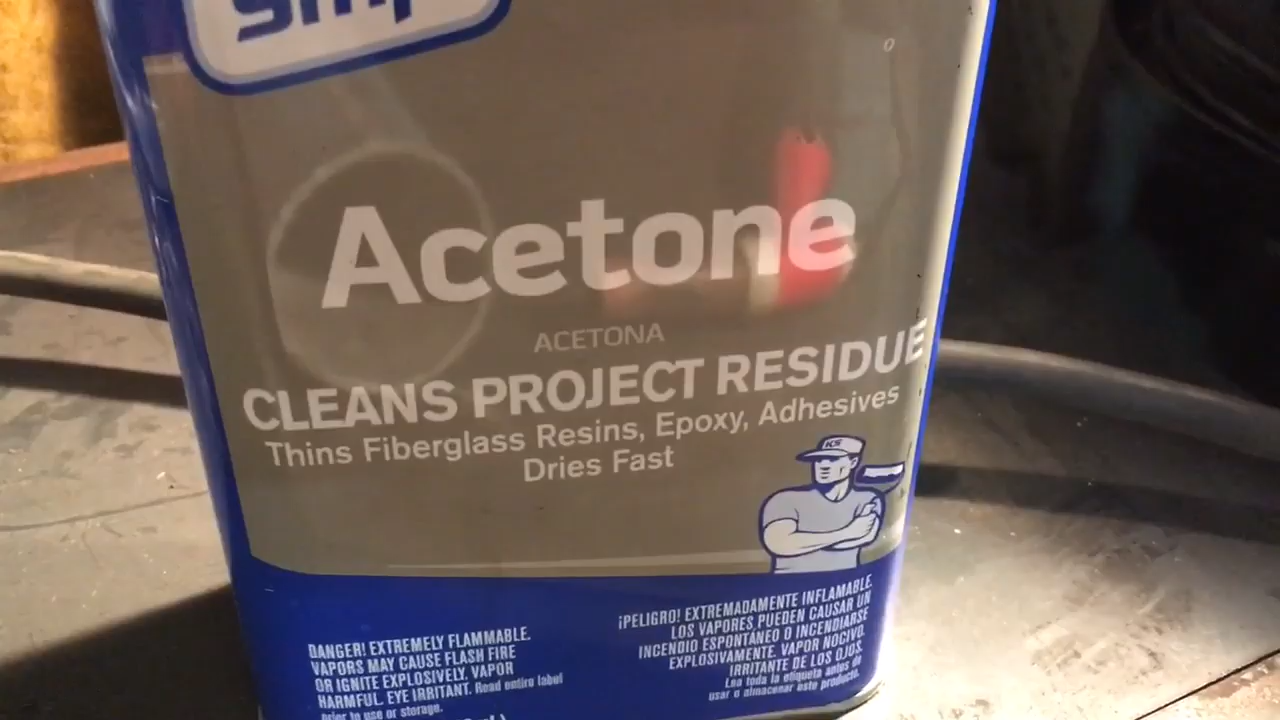 Acetone
ACETONA
CLEANS PROJECT RESIDUE
Thins Fiberglass Resins, Epoxy, Adhesives
Dries Fast
KS
DANGER! EXTREMELY FLAMMABLE.
VAPORS MAY CAUSE FLASH FIRE
OR IGNITE EXPLOSIVELY. VAPOR
HARMFUL. EYE IRRITANT. Read entire label
prior to use or storage.
¡PELIGRO! EXTREMADAMENTE INFLAMABLE.
LOS VAPORES PUEDEN CAUSAR UN
INCENDIO ESPONTÁNEO O INCENDIARSE
EXPLOSIVAMENTE. VAPOR NOCIVO.
IRRITANTE DE LOS OJOS.
Lea toda la etiqueta antes de
usar o almacenar este producto.